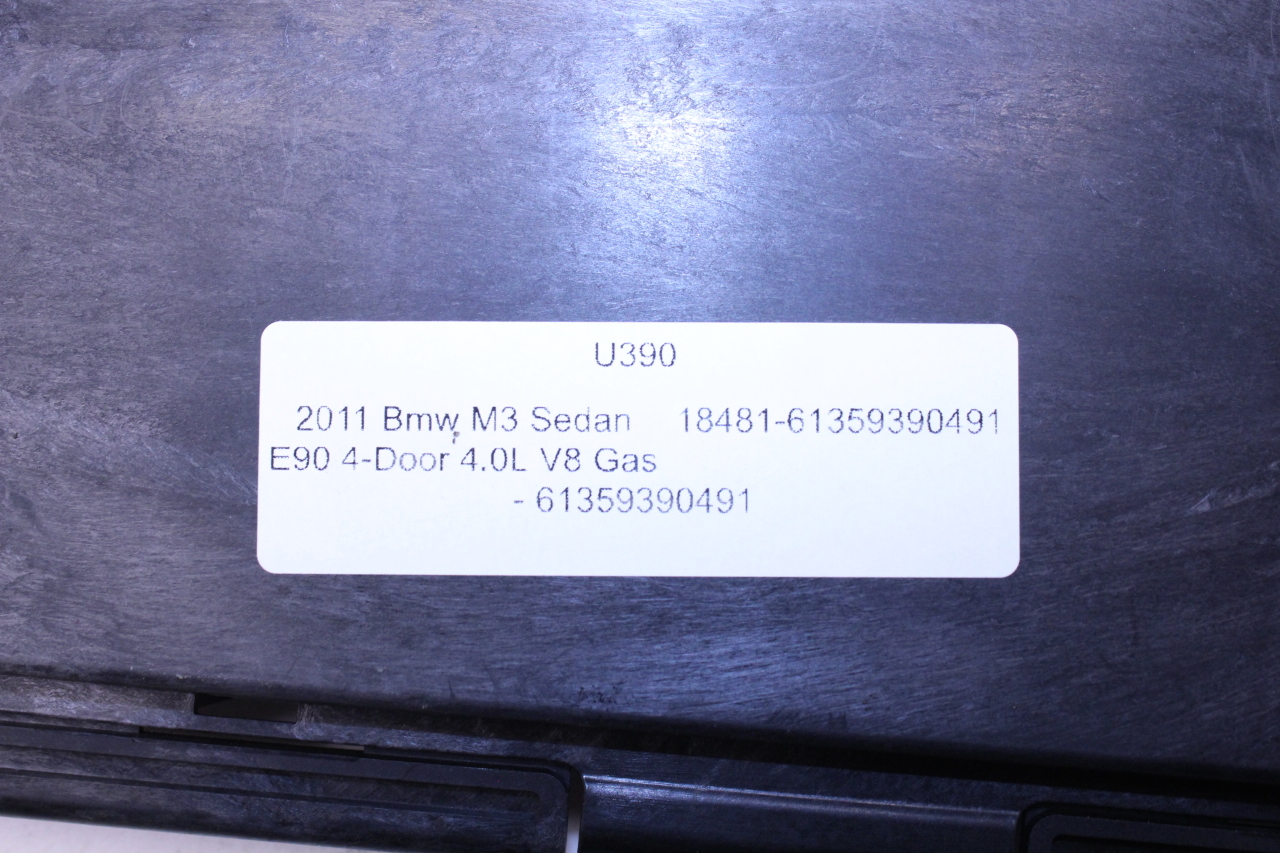 U390
2011 Bmw M3 Sedan 18481-61359390491
E90 4-Door 4.0L V8 Gas
- 61359390491